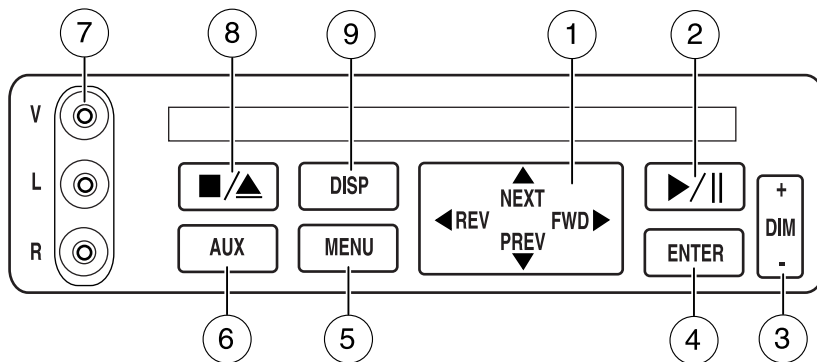 7 8 9 1 2
V
L
R
■/▲ DISP
AUX MENU
▲
NEXT
◀REV FWD▶
PREV
▼
▶/||
ENTER
+
DIM
-
6 5 4 3